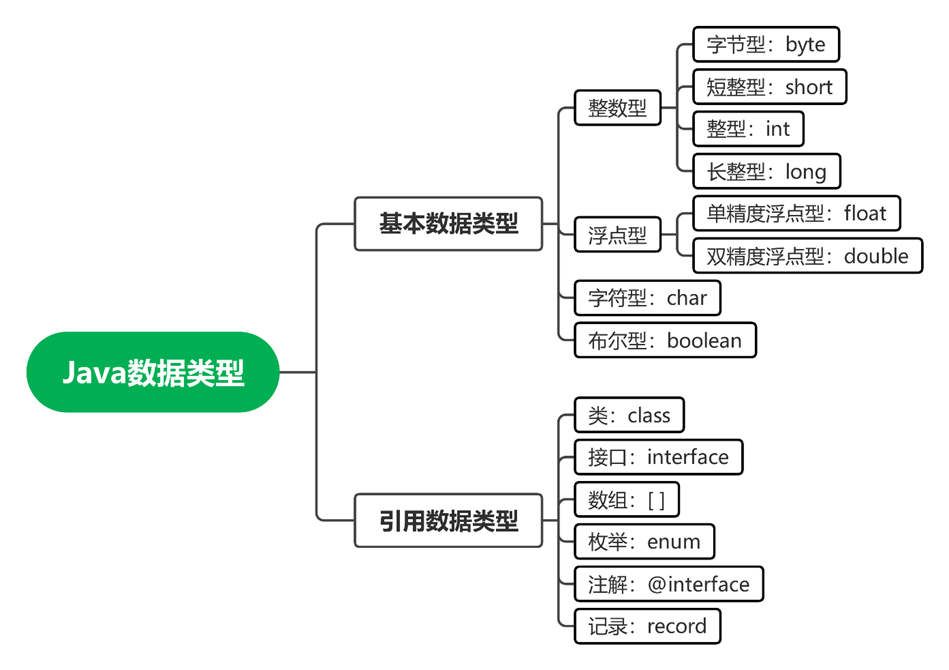 Java数据类型
基本数据类型
整数型
字节型：byte
短整型：short
整型：int
长整型：long
浮点型
单精度浮点型：float
双精度浮点型：double
字符型：char
布尔型：boolean
引用数据类型
类：class
接口：interface
数组：[ ]
枚举：enum
注解：@interface
记录：record